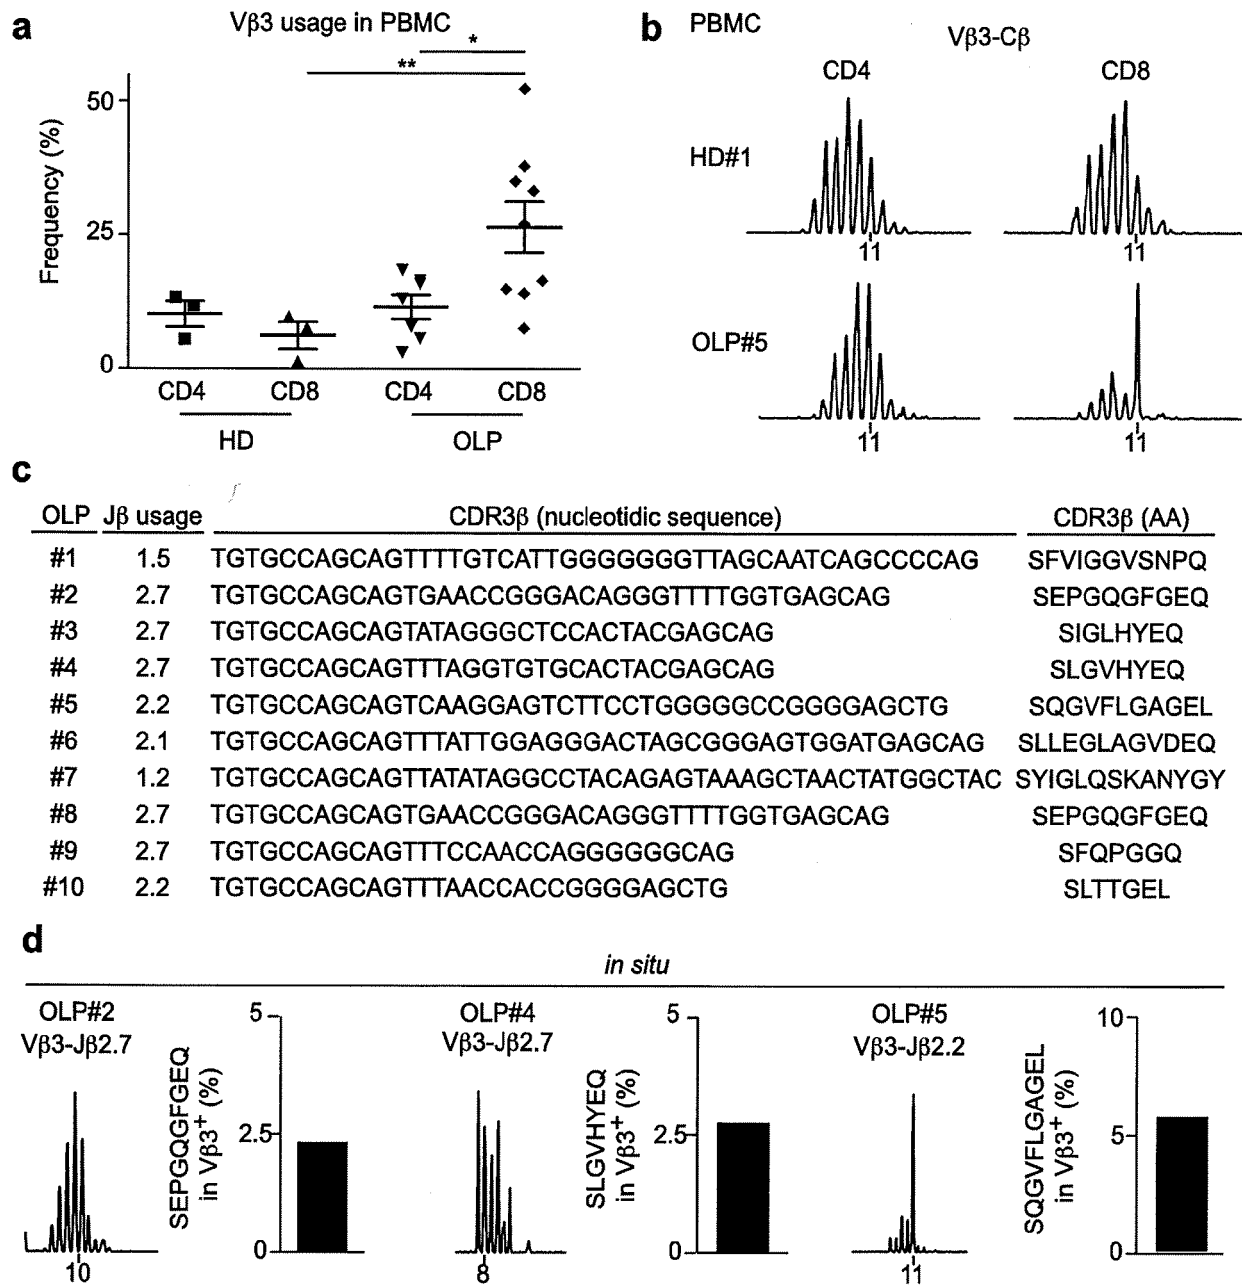 a
Vβ3 usage in PBMC
*
**
Frequency (%)
50
25
0
CD4
CD8
CD4
CD8
HD
OLP
b
PBMC
Vβ3-Cβ
CD4
CD8
HD#1
11
11
OLP#5
11
11
c
OLP Jβ usage CDR3β (nucleotidic sequence) CDR3β (AA)
#1 1.5 TGTGCCAGCAGTTTTGTCATTGGGGGGGTTAGCAATCAGCCCCAG SFVIGGVSNPQ
#2 2.7 TGTGCCAGCAGTGAACCGGGACAGGGTTTTGGTGAGCAG SEPGQGFGEQ
#3 2.7 TGTGCCAGCAGTATAGGGCTCCACTACGAGCAG SIGLHYEQ
#4 2.7 TGTGCCAGCAGTTTAGGTGTGCACTACGAGCAG SLGVHYEQ
#5 2.2 TGTGCCAGCAGTCAAGGAGTCTTCCTGGGGGCCGGGGAGCTG SQGVFLGAGEL
#6 2.1 TGTGCCAGCAGTTTATTGGAGGGACTAGCGGGAGTGGATGAGCAG SLLEGLAGVDEQ
#7 1.2 TGTGCCAGCAGTTATATAGGCCTACAGAGTAAAGCTAACTATGGCTAC SYIGLQSKANYGY
#8 2.7 TGTGCCAGCAGTGAACCGGGACAGGGTTTTGGTGAGCAG SEPGQGFGEQ
#9 2.7 TGTGCCAGCAGTTTCCAACCAGGGGGGCAG SFQPGGQ
#10 2.2 TGTGCCAGCAGTTTAACCACCGGGGAGCTG SLTTGEL
d
in situ
OLP#2
Vβ3-Jβ2.7
10
SEPGQGFGEQ
in Vβ3+ (%)
5
2.5
0
OLP#4
Vβ3-Jβ2.7
8
SLGVHYEQ
in Vβ3+ (%)
5
2.5
0
OLP#5
Vβ3-Jβ2.2
11
SQGVFLGAGEL
in Vβ3+ (%)
10
5
0